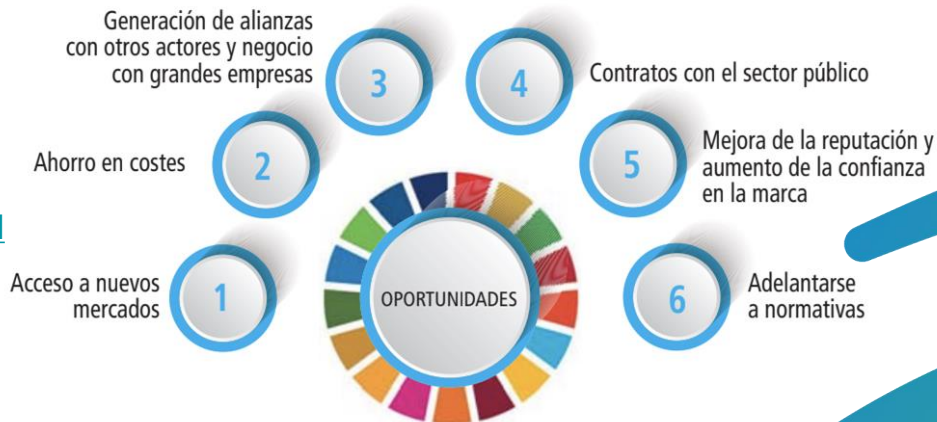 Generación de alianzas
con otros actores y negocio
con grandes empresas
3
4
Contratos con el sector público
Ahorro en costes
2
5
Mejora de la reputación y
aumento de la confianza
en la marca
Acceso a nuevos
mercados
1
OPORTUNIDADES
6
Adelantarse
a normativas